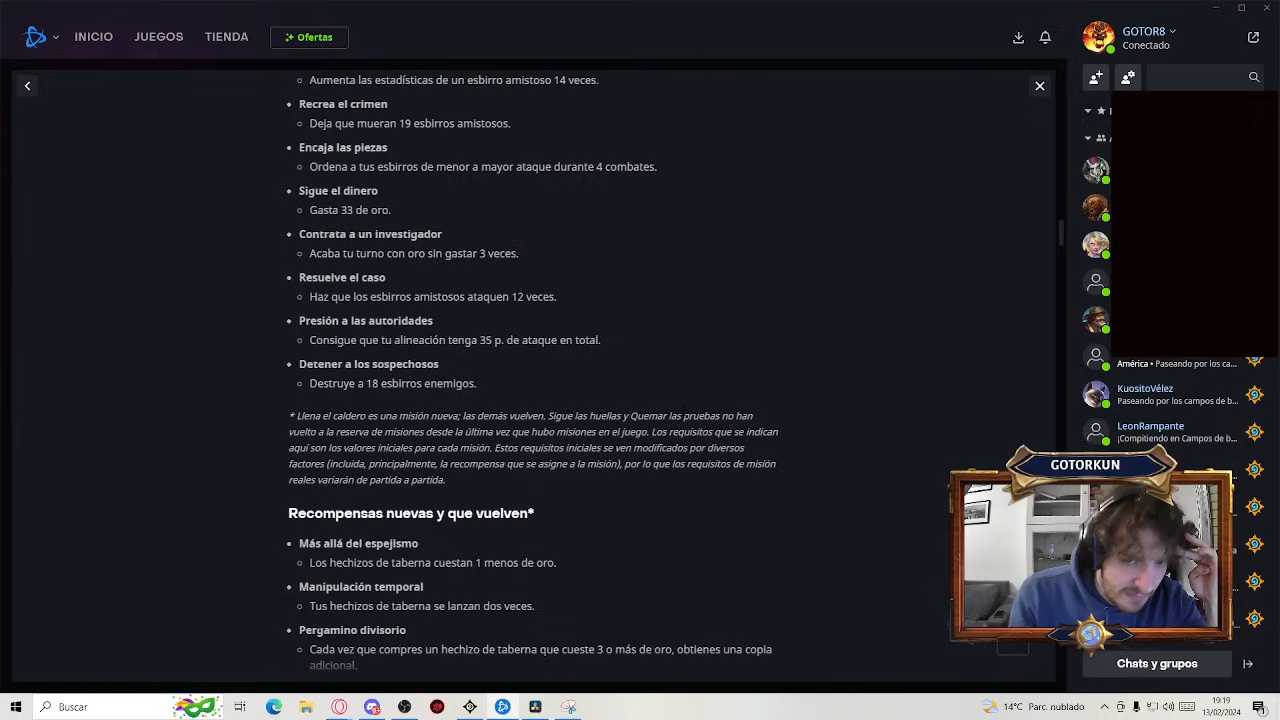 INICIO JUEGOS TIENDA Ofertas
GOTOR8
Conectado
Aumenta las estadísticas de un esbirro amistoso 14 veces.
Recrea el crimen
Deja que mueran 19 esbirros amistosos.
Encaja las piezas
Ordena a tus esbirros de menor a mayor ataque durante 4 combates.
Sigue el dinero
Gasta 33 de oro.
Contrata a un investigador
Acaba tu turno con oro sin gastar 3 veces.
Resuelve el caso
Haz que los esbirros amistosos ataquen 12 veces.
Presión a las autoridades
Consigue que tu alineación tenga 35 p. de ataque en total.
Detener a los sospechosos
Destruye a 18 esbirros enemigos.
* Llena el caldero es una misión nueva; las demás vuelven. Sigue las huellas y Quemar las pruebas no han
vuelto a la reserva de misiones desde la última vez que hubo misiones en el juego. Los requisitos que se indican
aquí son los valores iniciales para cada misión. Estos requisitos iniciales se ven modificados por diversos
factores (incluida, principalmente, la recompensa que se asigne a la misión), por lo que los requisitos de misión
reales variarán de partida a partida.
Recompensas nuevas y que vuelven*
Más allá del espejismo
Los hechizos de taberna cuestan 1 menos de oro.
Manipulación temporal
Tus hechizos de taberna se lanzan dos veces.
Pergamino divisorio
Cada vez que compres un hechizo de taberna que cueste 3 o más de oro, obtienes una copia
adicional.
América • Paseando por los ca...
KuositoVélez
Paseando por los campos de b...
LeonRampante
¡Compitiendo en Campos de b...
GOTORKUN
Chats y grupos
Buscar
14°C Parc. nublado
19:19
13/02/2024